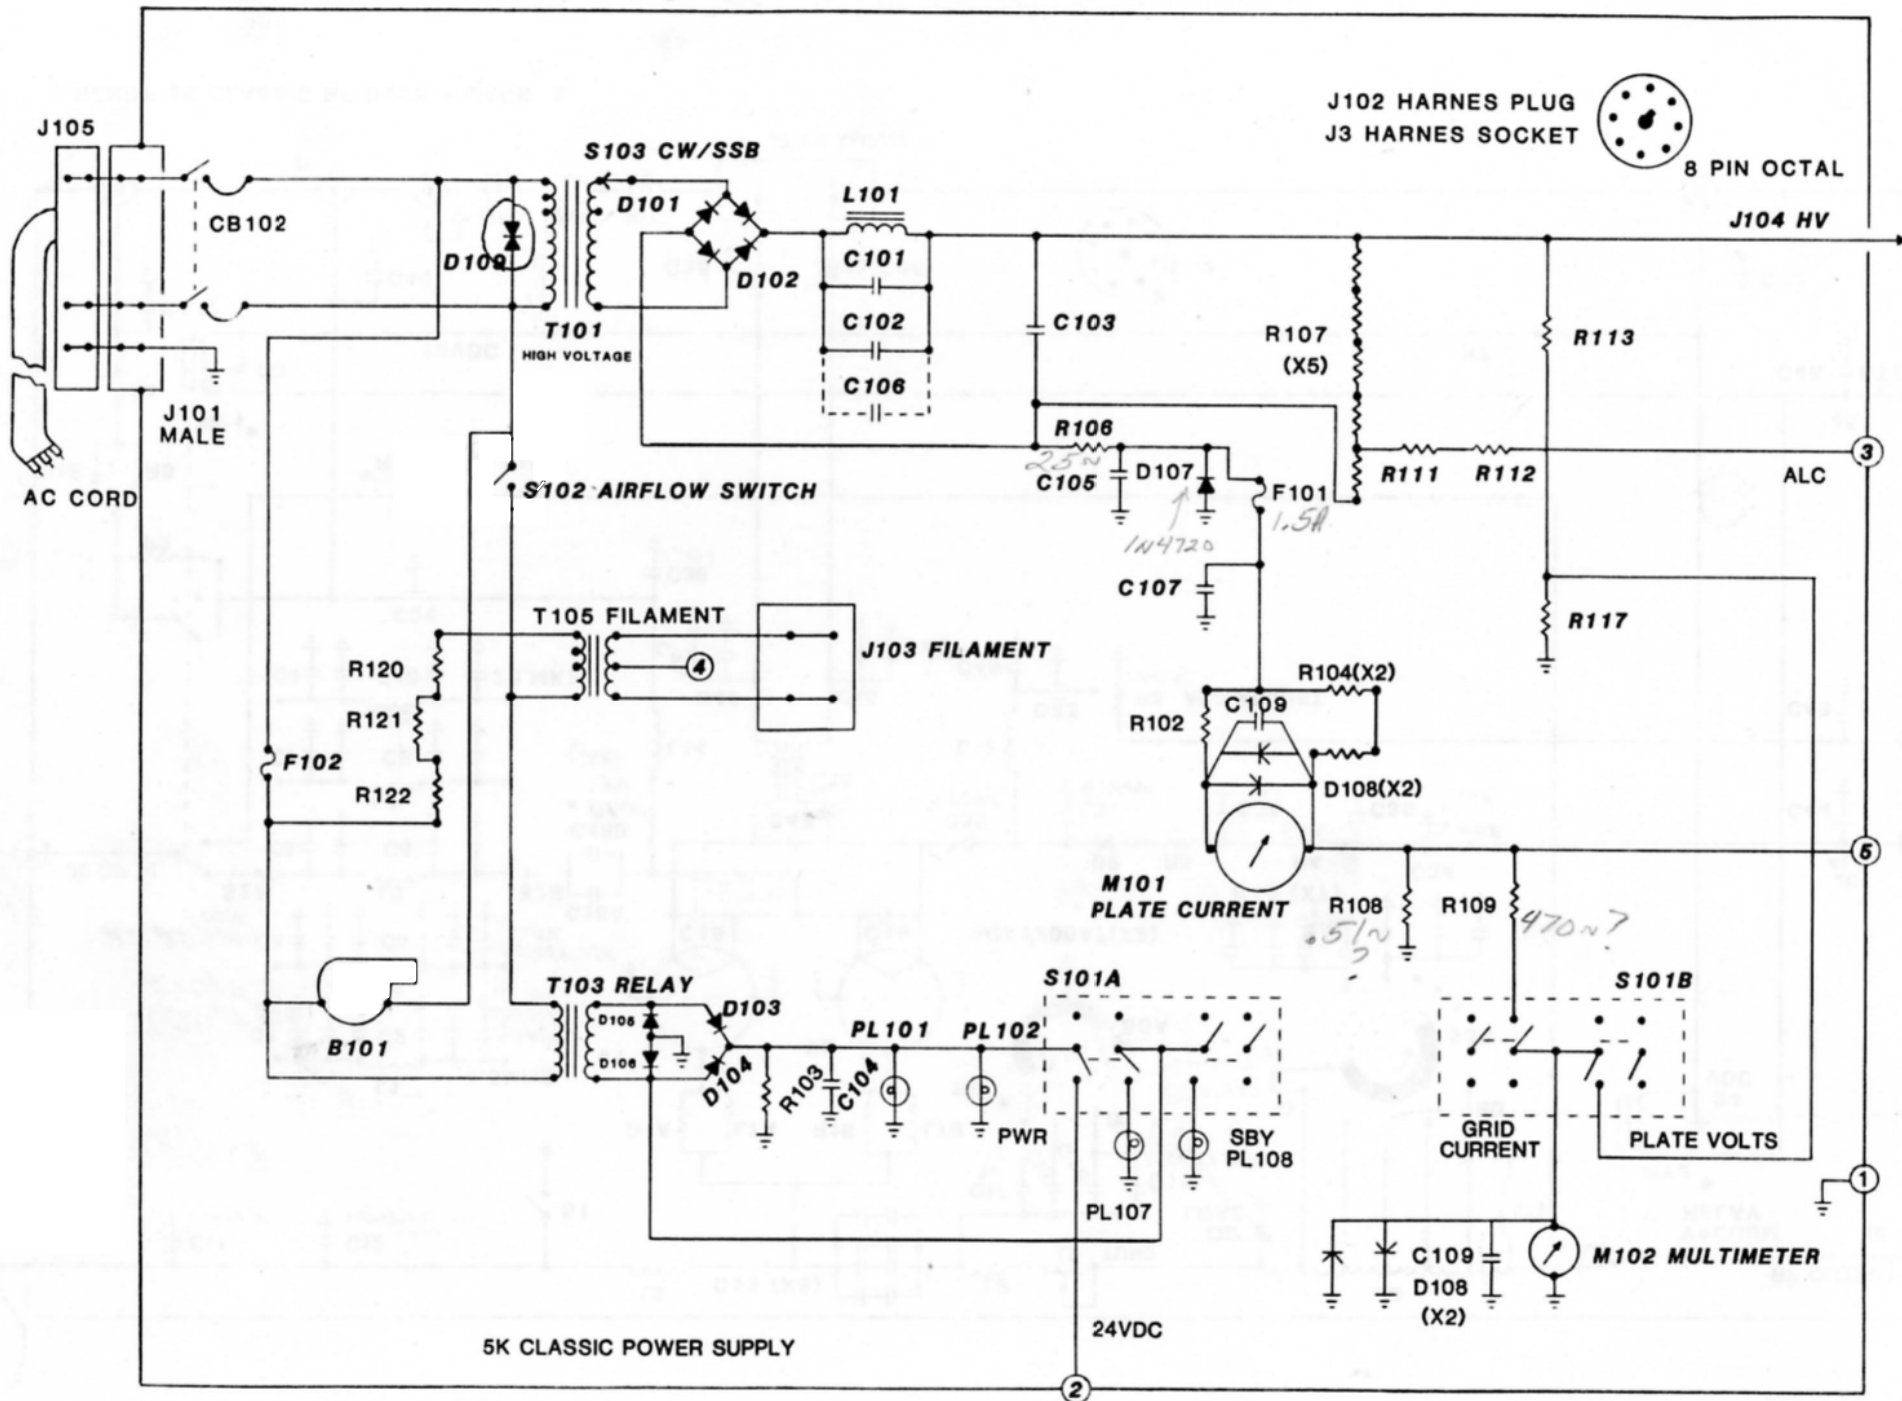 J102 HARNES PLUG
J3 HARNES SOCKET
8 PIN OCTAL
J105
S103 CW/SSB
CB102
D101
L101
J104 HV
D109
D102
C101
T101
HIGH VOLTAGE
C102
C103
R107
(X5)
R113
C106
J101
MALE
AC CORD
R106
25~
C105
D107
F101
1.5A
1N4720
R111
R112
ALC
3
S102 AIRFLOW SWITCH
C107
R117
T105 FILAMENT
4
J103 FILAMENT
R120
R121
R122
F102
R104(X2)
C109
R102
D108(X2)
M101
PLATE CURRENT
5
R108
.51~
?
R109
470~?
B101
T103 RELAY
D105
D106
D103
D104
R103
C104
PL101
PL102
S101A
S101B
PWR
SBY
PL108
PL107
GRID
CURRENT
PLATE VOLTS
1
C109
D108
(X2)
M102 MULTIMETER
24VDC
5K CLASSIC POWER SUPPLY
2